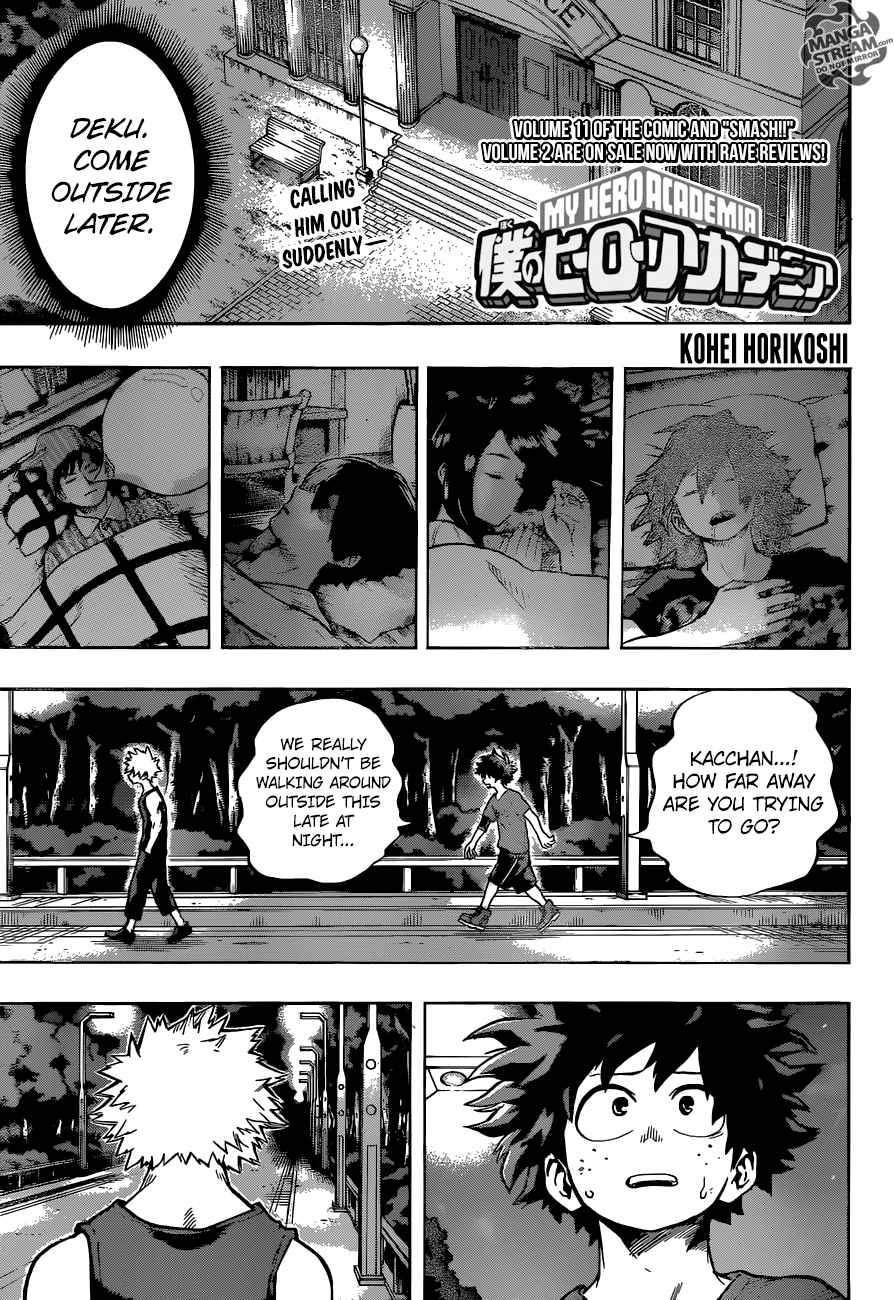 NCE
MANGA
STREAM.com
DO NOT MIRROR
DEKU.
COME
OUTSIDE
LATER.
VOLUME 11 OF THE COMIC AND "SMASH!!"
VOLUME 2 ARE ON SALE NOW WITH RAVE REVIEWS!
CALLING
HIM OUT
SUDDENLY—
MY HERO ACADEMIA
僕のヒーローアカデミア
KOHEI HORIKOSHI
KACCHAN...!
HOW FAR AWAY
ARE YOU TRYING
TO GO?
WE REALLY
SHOULDN'T BE
WALKING AROUND
OUTSIDE THIS
LATE AT
NIGHT...